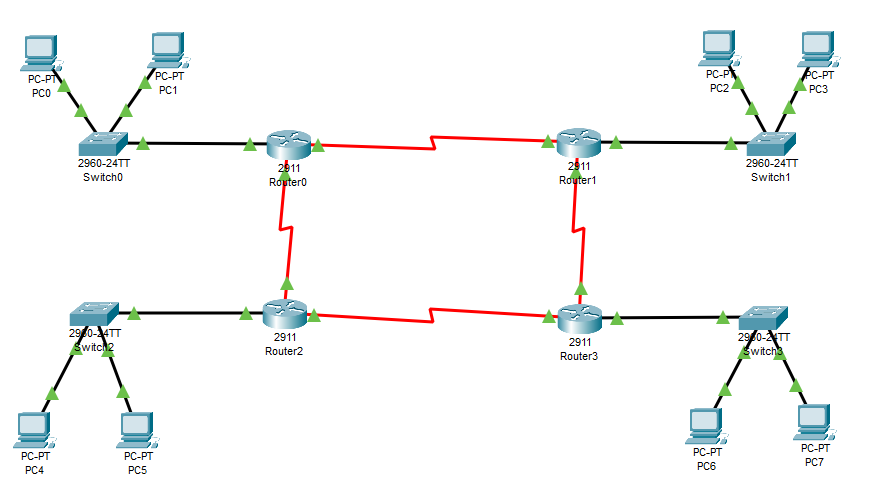 PC-PT
PC0
PC-PT
PC1
PC-PT
PC2
PC-PT
PC3
2960-24TT
Switch0
2911
Router0
2911
Router1
2960-24TT
Switch1
2960-24TT
Switch2
2911
Router2
2911
Router3
2960-24TT
Switch3
PC-PT
PC4
PC-PT
PC5
PC-PT
PC6
PC-PT
PC7